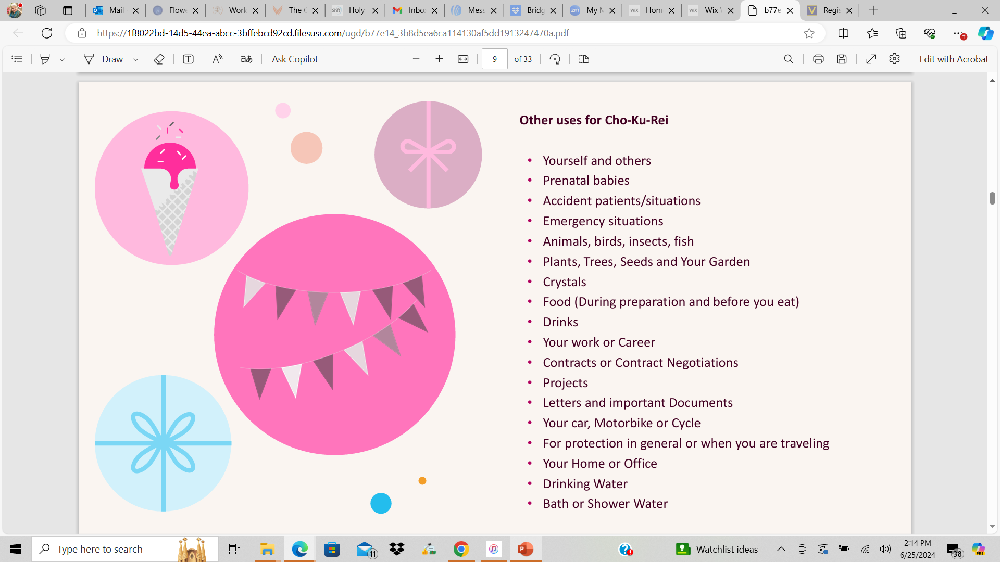 Mail
Flowe
Work
The C
Shift
Holy
Inbo
Mess
Bridg
zm
My M
WIX
Hom
WIX
Wix
b77e
Regis
https://1f8022bd-14d5-44ea-abcc-3bffebcd92cd.filesusr.com/ugd/b77e14_3b8d5ea6ca114130af5dd1913247470a.pdf
Draw
Ask Copilot
9
of 33
Edit with Acrobat
Other uses for Cho-Ku-Rei
• Yourself and others
• Prenatal babies
• Accident patients/situations
• Emergency situations
• Animals, birds, insects, fish
• Plants, Trees, Seeds and Your Garden
• Crystals
• Food (During preparation and before you eat)
• Drinks
• Your work or Career
• Contracts or Contract Negotiations
• Projects
• Letters and important Documents
• Your car, Motorbike or Cycle
• For protection in general or when you are traveling
• Your Home or Office
• Drinking Water
• Bath or Shower Water
Type here to search
11
Watchlist ideas
2:14 PM
6/25/2024
38
PRE